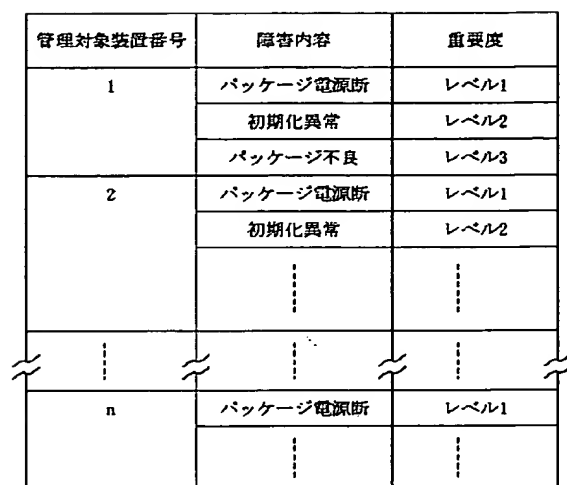 管理対象装置番号 障害内容 重要度
1 パッケージ電源断 レベル1
初期化異常 レベル2
パッケージ不良 レベル3
2 パッケージ電源断 レベル1
初期化異常 レベル2
n パッケージ電源断 レベル1